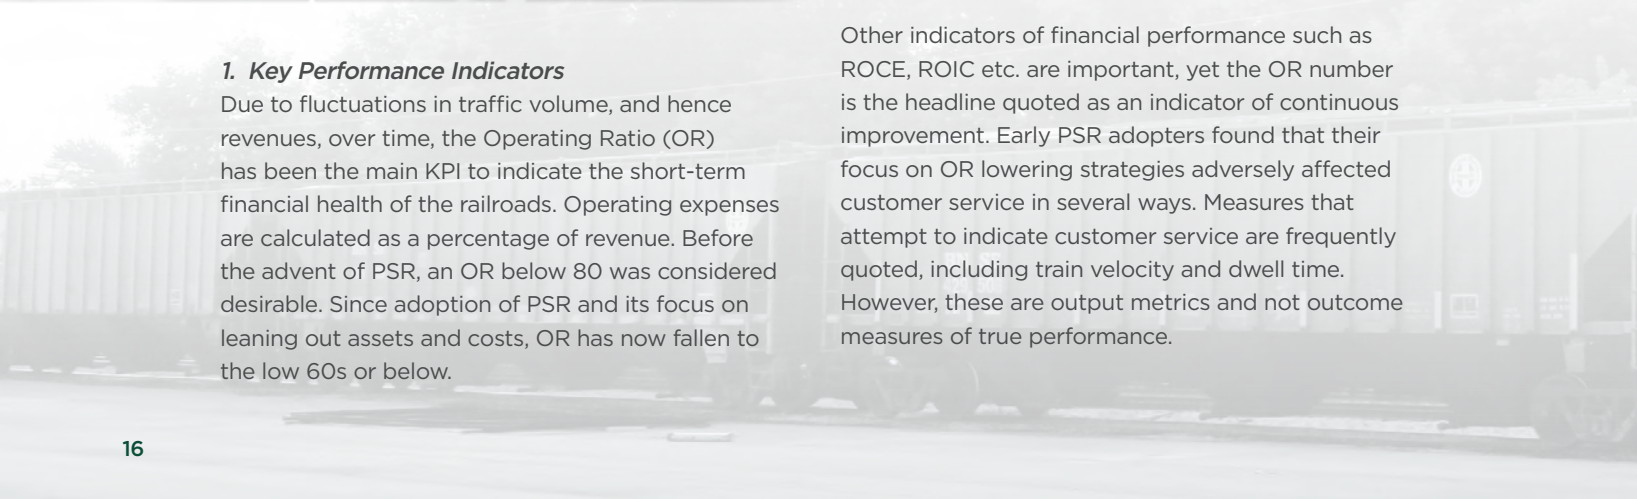 1. Key Performance Indicators
Due to fluctuations in traffic volume, and hence
revenues, over time, the Operating Ratio (OR)
has been the main KPI to indicate the short-term
financial health of the railroads. Operating expenses
are calculated as a percentage of revenue. Before
the advent of PSR, an OR below 80 was considered
desirable. Since adoption of PSR and its focus on
leaning out assets and costs, OR has now fallen to
the low 60s or below.
Other indicators of financial performance such as
ROCE, ROIC etc. are important, yet the OR number
is the headline quoted as an indicator of continuous
improvement. Early PSR adopters found that their
focus on OR lowering strategies adversely affected
customer service in several ways. Measures that
attempt to indicate customer service are frequently
quoted, including train velocity and dwell time.
However, these are output metrics and not outcome
measures of true performance.
16